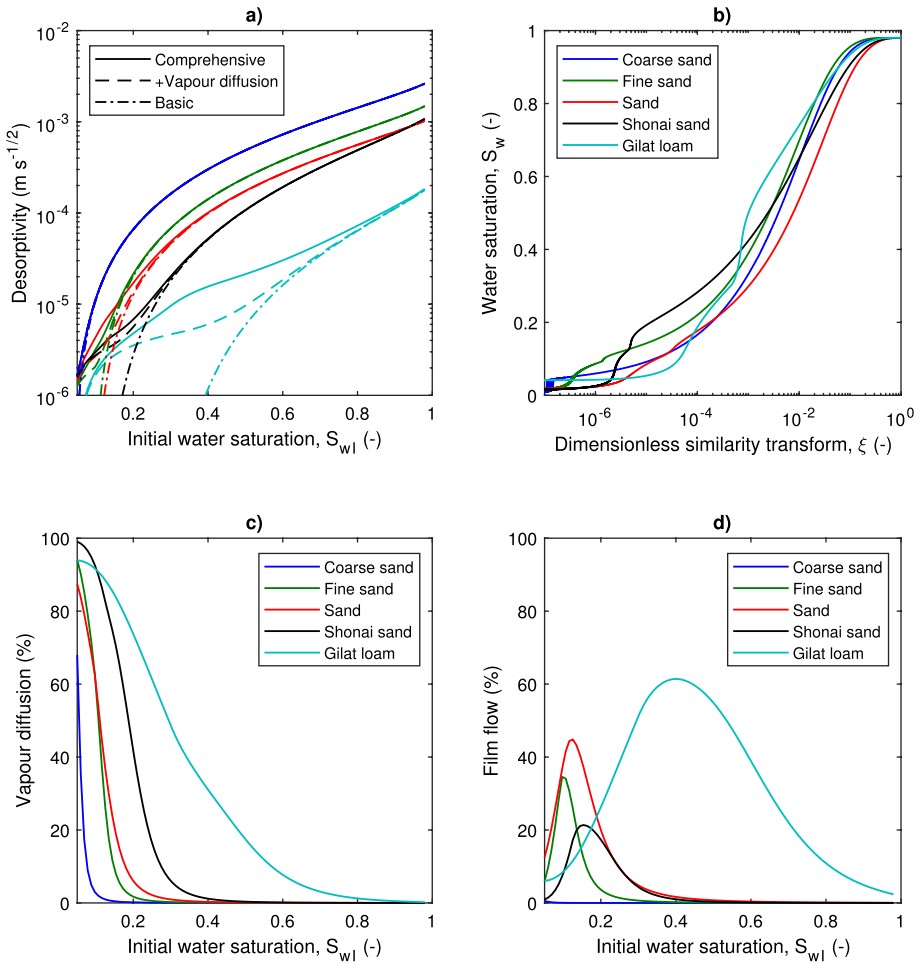 a)
10^-2
10^-3
10^-4
10^-5
10^-6
Desorptivity (m s^-1/2)
Comprehensive
+Vapour diffusion
Basic
0.2 0.4 0.6 0.8 1
Initial water saturation, S_wI (-)
b)
1
0.8
0.6
0.4
0.2
0
Water saturation, S_w (-)
Coarse sand
Fine sand
Sand
Shonai sand
Gilat loam
10^-6 10^-4 10^-2 10^0
Dimensionless similarity transform, ξ (-)
c)
100
80
60
40
20
0
Vapour diffusion (%)
Coarse sand
Fine sand
Sand
Shonai sand
Gilat loam
0.2 0.4 0.6 0.8 1
Initial water saturation, S_wI (-)
d)
100
80
60
40
20
0
Film flow (%)
Coarse sand
Fine sand
Sand
Shonai sand
Gilat loam
0.2 0.4 0.6 0.8 1
Initial water saturation, S_wI (-)